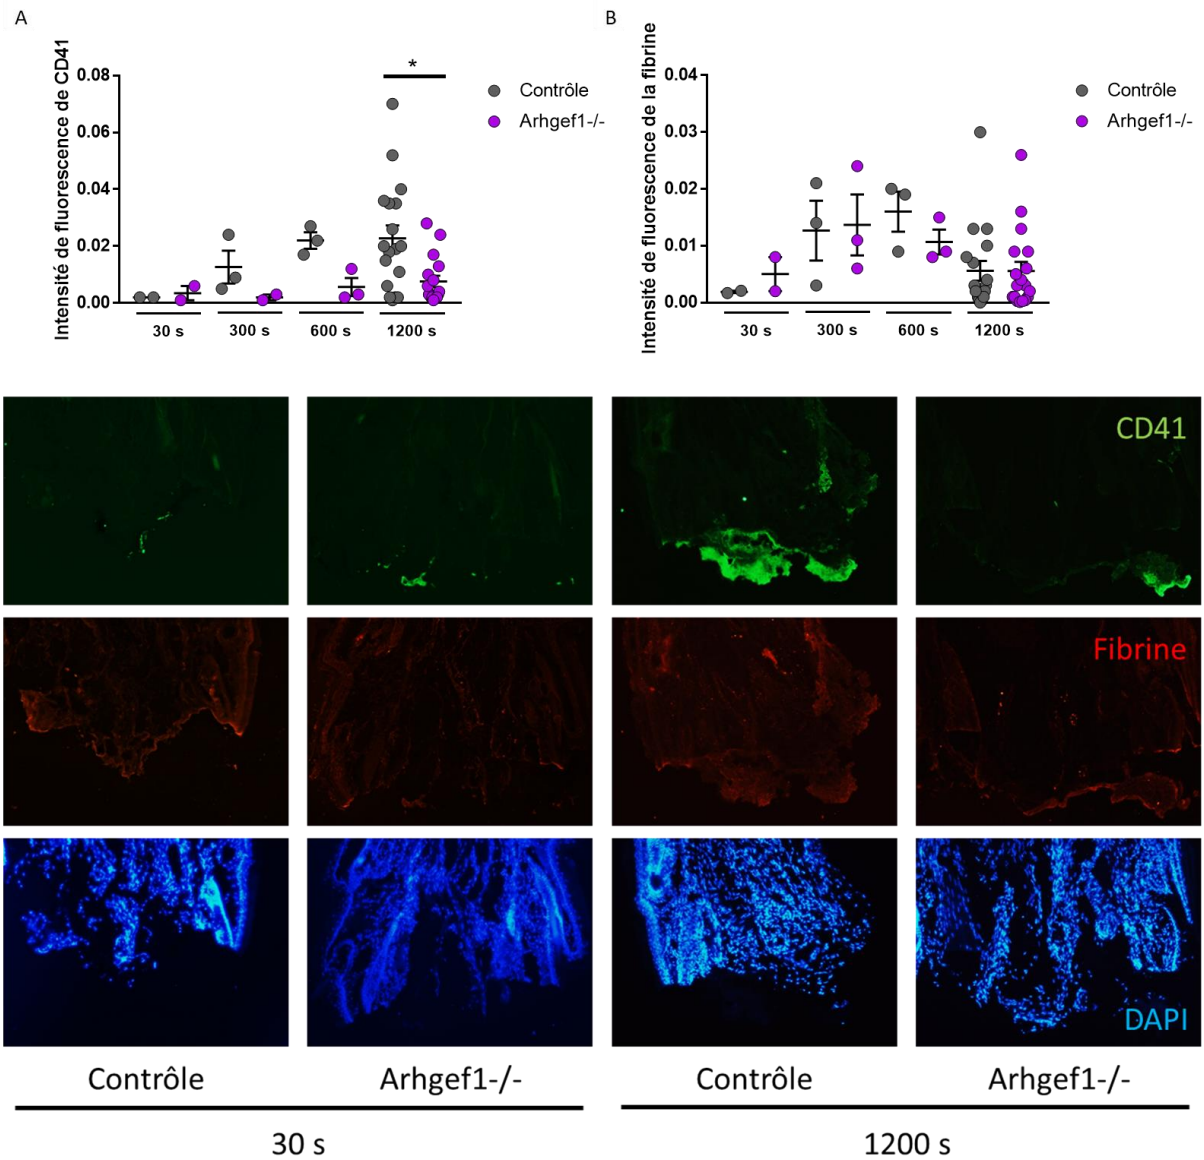 A
Intensité de fluorescence de CD41
0.08
0.06
0.04
0.02
0.00
*
Contrôle
Arhgef1-/-
30 s
300 s
600 s
1200 s
B
Intensité de fluorescence de la fibrine
0.04
0.03
0.02
0.01
0.00
Contrôle
Arhgef1-/-
30 s
300 s
600 s
1200 s
CD41
Fibrine
DAPI
Contrôle
Arhgef1-/-
Contrôle
Arhgef1-/-
30 s
1200 s